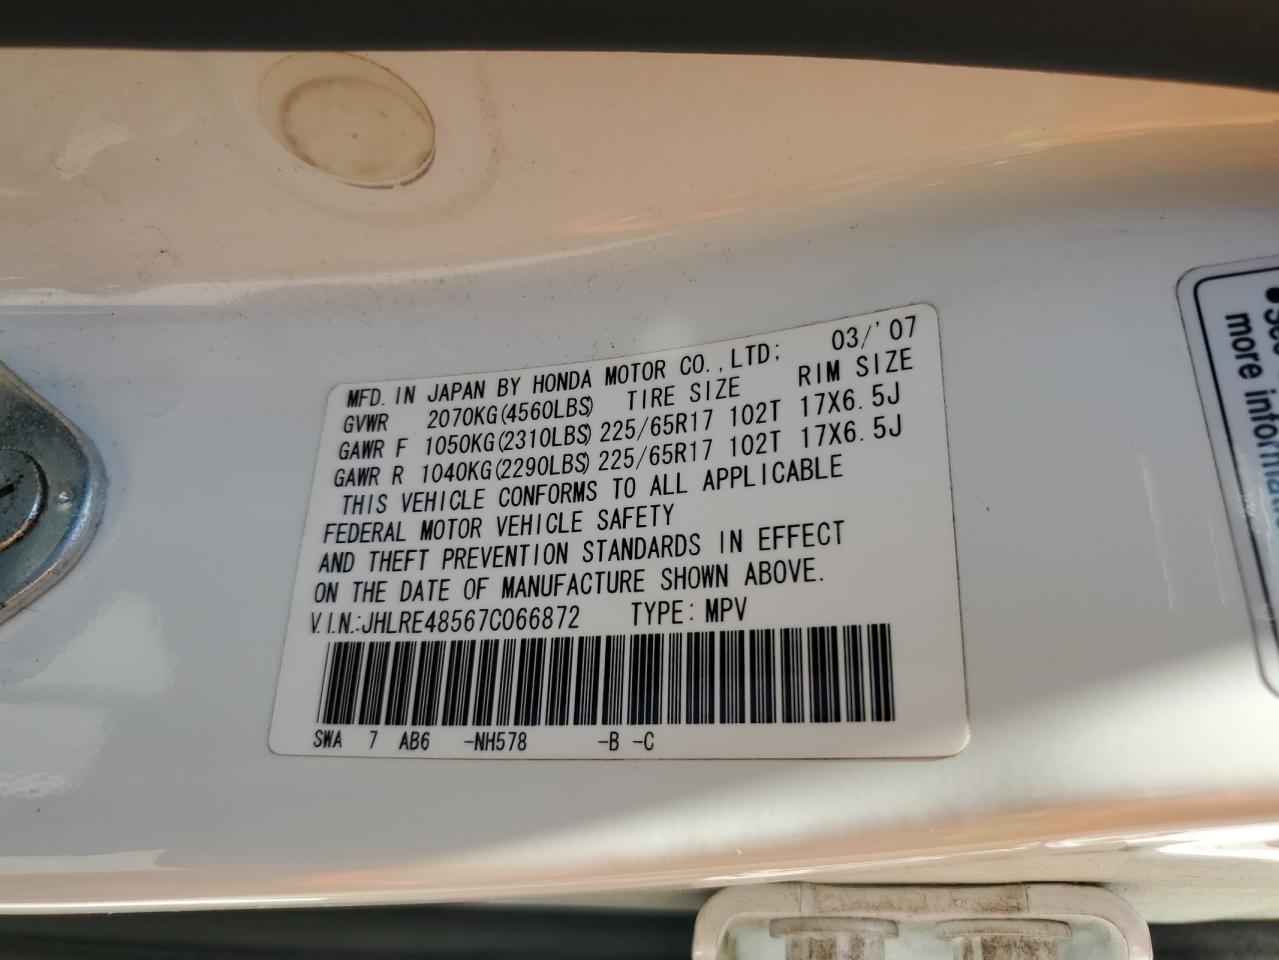 MFD. IN JAPAN BY HONDA MOTOR CO.,LTD; 03/'07
GVWR 2070KG(4560LBS) TIRE SIZE RIM SIZE
GAWR F 1050KG(2310LBS) 225/65R17 102T 17X6.5J
GAWR R 1040KG(2290LBS) 225/65R17 102T 17X6.5J
THIS VEHICLE CONFORMS TO ALL APPLICABLE
FEDERAL MOTOR VEHICLE SAFETY
AND THEFT PREVENTION STANDARDS IN EFFECT
ON THE DATE OF MANUFACTURE SHOWN ABOVE.
V.I.N.:JHLRE48567C066872 TYPE: MPV
SWA 7 AB6 -NH578 -B -C
more